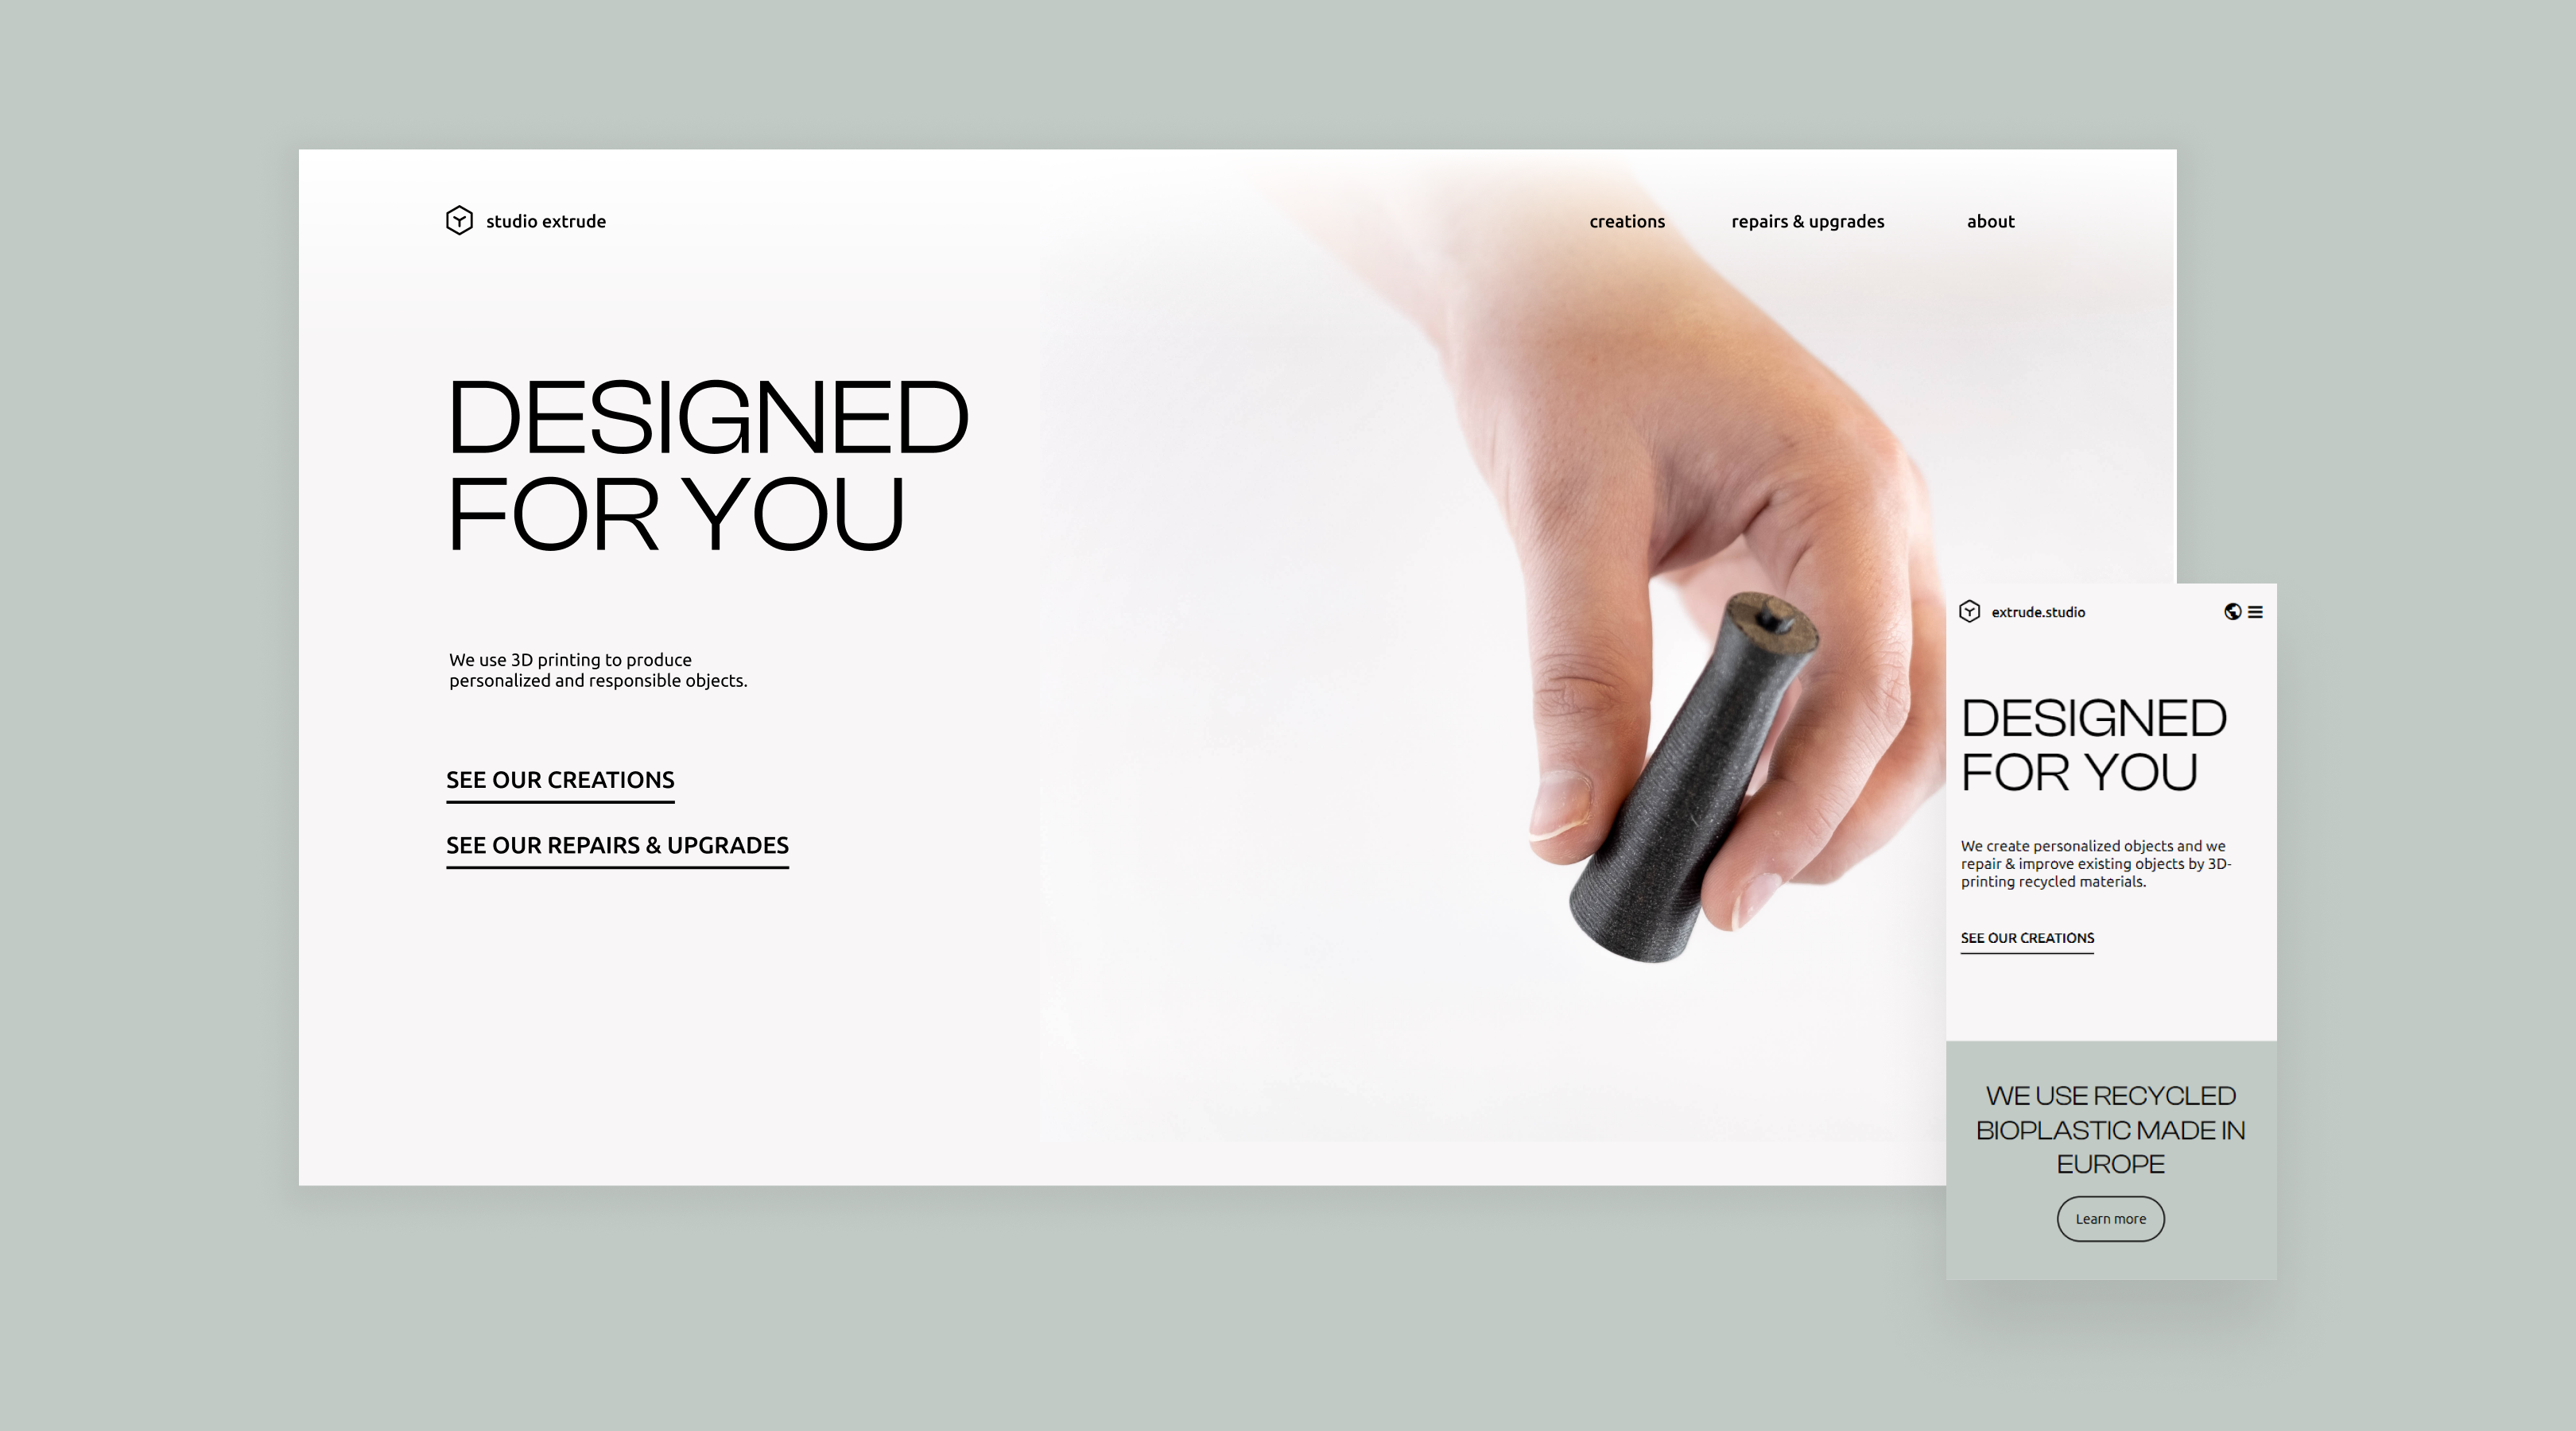 studio extrude
creations
repairs & upgrades
about
DESIGNED
FOR YOU
We use 3D printing to produce
personalized and responsible objects.
SEE OUR CREATIONS
SEE OUR REPAIRS & UPGRADES
extrude.studio
DESIGNED
FOR YOU
We create personalized objects and we
repair & improve existing objects by 3D-
printing recycled materials.
SEE OUR CREATIONS
WE USE RECYCLED
BIOPLASTIC MADE IN
EUROPE
Learn more